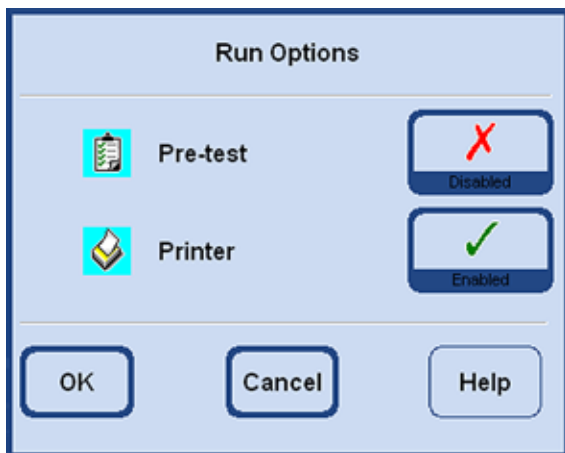 Run Options
Pre-test
Disabled
Printer
Enabled
OK
Cancel
Help